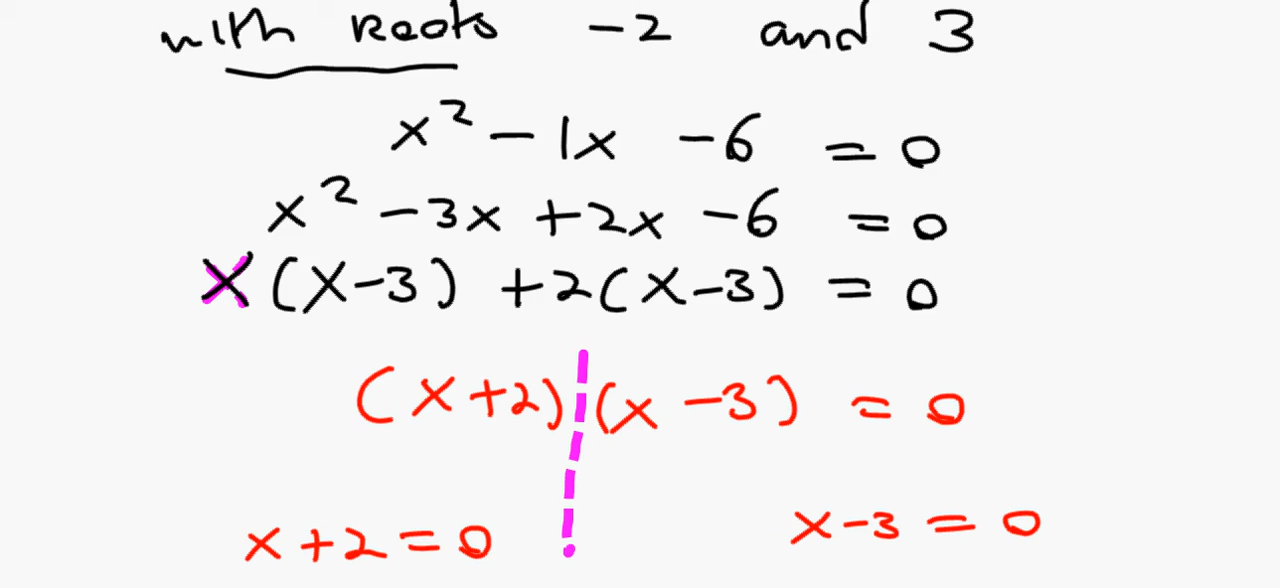 with roots -2 and 3
x² - 1x - 6 = 0
x² - 3x + 2x - 6 = 0
x(x-3) + 2(x-3) = 0
(x+2) (x-3) = 0
x+2=0 x-3=0